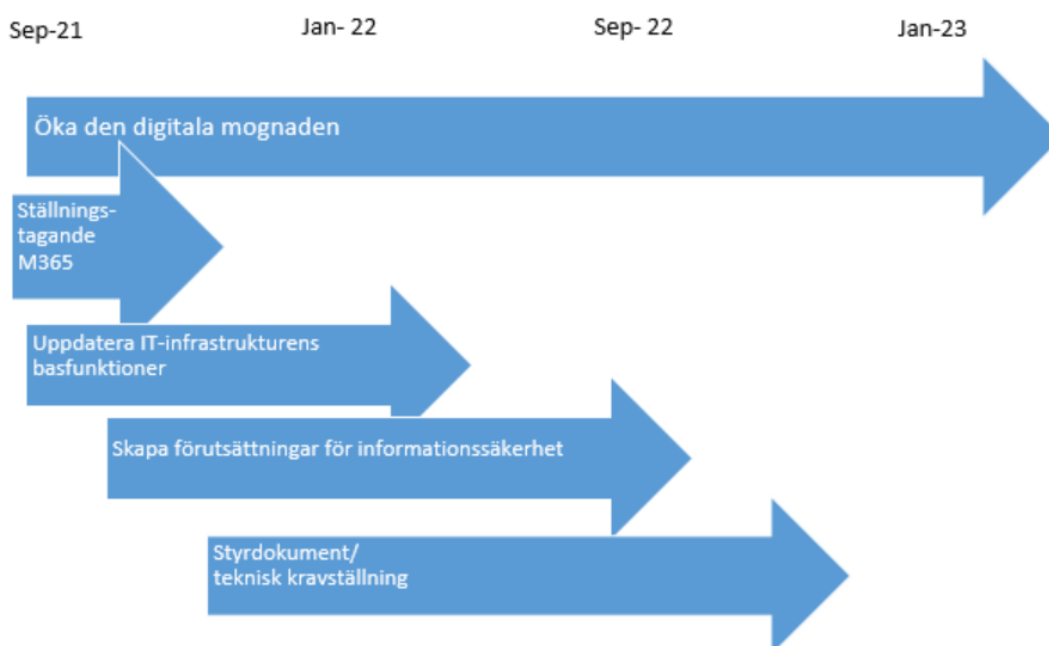 Sep-21 Jan- 22 Sep- 22 Jan-23
Öka den digitala mognaden
Ställnings-
tagande
M365
Uppdatera IT-infrastrukturens
basfunktioner
Skapa förutsättningar för informationssäkerhet
Styrdokument/
teknisk kravställning